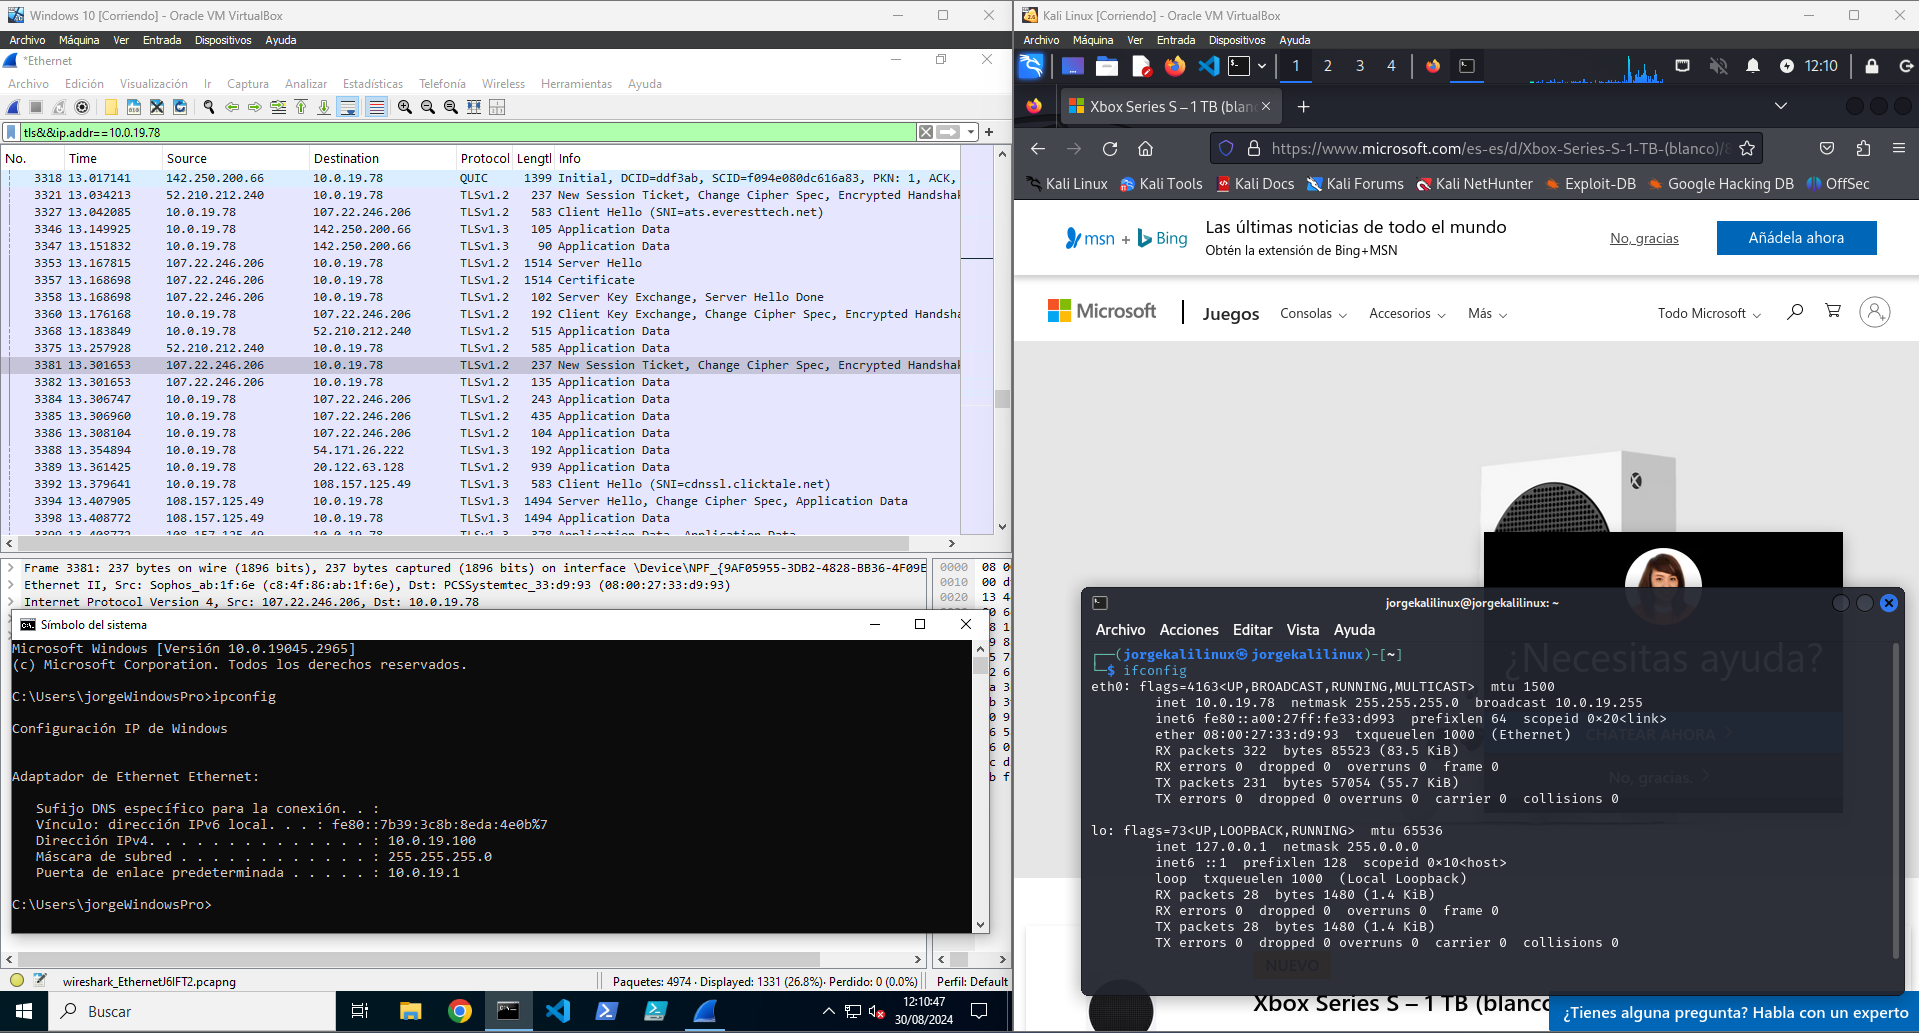 Windows 10 [Corriendo] - Oracle VM VirtualBox
Archivo Máquina Ver Entrada Dispositivos Ayuda
*Ethernet
Archivo Edición Visualización Ir Captura Analizar Estadísticas Telefonía Wireless Herramientas Ayuda
tls&&ip.addr==10.0.19.78
No. Time Source Destination Protocol Lengtl Info
3318 13.017141 142.250.200.66 10.0.19.78 QUIC 1399 Initial, DCID=ddf3ab, SCID=f094e080dc616a83, PKN: 1, ACK,
3321 13.034213 52.210.212.240 10.0.19.78 TLSv1.2 237 New Session Ticket, Change Cipher Spec, Encrypted Handshak
3327 13.042085 10.0.19.78 107.22.246.206 TLSv1.2 583 Client Hello (SNI=ats.everesttech.net)
3346 13.149925 10.0.19.78 142.250.200.66 TLSv1.3 105 Application Data
3347 13.151832 10.0.19.78 142.250.200.66 TLSv1.3 90 Application Data
3353 13.167815 107.22.246.206 10.0.19.78 TLSv1.2 1514 Server Hello
3357 13.168698 107.22.246.206 10.0.19.78 TLSv1.2 1514 Certificate
3358 13.168698 107.22.246.206 10.0.19.78 TLSv1.2 102 Server Key Exchange, Server Hello Done
3360 13.176168 10.0.19.78 107.22.246.206 TLSv1.2 192 Client Key Exchange, Change Cipher Spec, Encrypted Handsha
3368 13.183849 10.0.19.78 52.210.212.240 TLSv1.2 515 Application Data
3375 13.257928 52.210.212.240 10.0.19.78 TLSv1.2 585 Application Data
3381 13.301653 107.22.246.206 10.0.19.78 TLSv1.2 237 New Session Ticket, Change Cipher Spec, Encrypted Handshak
3382 13.301653 107.22.246.206 10.0.19.78 TLSv1.2 135 Application Data
3384 13.306747 10.0.19.78 107.22.246.206 TLSv1.2 243 Application Data
3385 13.306960 10.0.19.78 107.22.246.206 TLSv1.2 435 Application Data
3386 13.308104 10.0.19.78 107.22.246.206 TLSv1.2 104 Application Data
3388 13.354894 10.0.19.78 54.171.26.222 TLSv1.3 192 Application Data
3389 13.361425 10.0.19.78 20.122.63.128 TLSv1.2 939 Application Data
3392 13.379641 10.0.19.78 108.157.125.49 TLSv1.3 583 Client Hello (SNI=cdnssl.clicktale.net)
3394 13.407905 108.157.125.49 10.0.19.78 TLSv1.3 1494 Server Hello, Change Cipher Spec, Application Data
3398 13.408772 108.157.125.49 10.0.19.78 TLSv1.3 1494 Application Data
3399 13.408772 108.157.125.49 10.0.19.78 TLSv1.3 378 Application Data, Application Data
Frame 3381: 237 bytes on wire (1896 bits), 237 bytes captured (1896 bits) on interface \Device\NPF_{9AF05955-3DB2-4828-BB36-4F09E
Ethernet II, Src: Sophos_ab:1f:6e (c8:4f:86:ab:1f:6e), Dst: PCSSystemtec_33:d9:93 (08:00:27:33:d9:93)
Internet Protocol Version 4, Src: 107.22.246.206, Dst: 10.0.19.78
0000 08 0
0010 00 d
0020 13 4
Símbolo del sistema
Microsoft Windows [Versión 10.0.19045.2965]
(c) Microsoft Corporation. Todos los derechos reservados.
C:\Users\jorgeWindowsPro>ipconfig
Configuración IP de Windows
Adaptador de Ethernet Ethernet:
Sufijo DNS específico para la conexión. . :
Vínculo: dirección IPv6 local. . . : fe80::7b39:3c8b:8eda:4e0b%7
Dirección IPv4. . . . . . . . . . . . . . : 10.0.19.100
Máscara de subred . . . . . . . . . . . . : 255.255.255.0
Puerta de enlace predeterminada . . . . . : 10.0.19.1
C:\Users\jorgeWindowsPro>
wireshark_EthernetJ6IFT2.pcapng
Paquetes: 4974 · Displayed: 1331 (26.8%) · Perdido: 0 (0.0%)
Perfil: Default
Buscar
12:10:47
30/08/2024
Kali Linux [Corriendo] - Oracle VM VirtualBox
Archivo Máquina Ver Entrada Dispositivos Ayuda
1 2 3 4
12:10
Xbox Series S – 1 TB (blanc
https://www.microsoft.com/es-es/d/Xbox-Series-S-1-TB-(blanco)/8
Kali Linux Kali Tools Kali Docs Kali Forums Kali NetHunter Exploit-DB Google Hacking DB OffSec
msn + Bing
Las últimas noticias de todo el mundo
Obtén la extensión de Bing+MSN
No, gracias
Añádela ahora
Microsoft
Juegos Consolas Accesorios Más
Todo Microsoft
jorgekalilinux@jorgekalilinux: ~
Archivo Acciones Editar Vista Ayuda
┌──(jorgekalilinux㉿jorgekalilinux)-[~]
└─$ ifconfig
¿Necesitas ayuda?
eth0: flags=4163<UP,BROADCAST,RUNNING,MULTICAST> mtu 1500
inet 10.0.19.78 netmask 255.255.255.0 broadcast 10.0.19.255
inet6 fe80::a00:27ff:fe33:d993 prefixlen 64 scopeid 0×20<link>
ether 08:00:27:33:d9:93 txqueuelen 1000 (Ethernet)
CHATEAR AHORA
RX packets 322 bytes 85523 (83.5 KiB)
RX errors 0 dropped 0 overruns 0 frame 0
No, gracias.
TX packets 231 bytes 57054 (55.7 KiB)
TX errors 0 dropped 0 overruns 0 carrier 0 collisions 0
lo: flags=73<UP,LOOPBACK,RUNNING> mtu 65536
inet 127.0.0.1 netmask 255.0.0.0
inet6 ::1 prefixlen 128 scopeid 0×10<host>
loop txqueuelen 1000 (Local Loopback)
RX packets 28 bytes 1480 (1.4 KiB)
RX errors 0 dropped 0 overruns 0 frame 0
TX packets 28 bytes 1480 (1.4 KiB)
TX errors 0 dropped 0 overruns 0 carrier 0 collisions 0
NUEVO
Xbox Series S – 1 TB (blanco
¿Tienes alguna pregunta? Habla con un experto